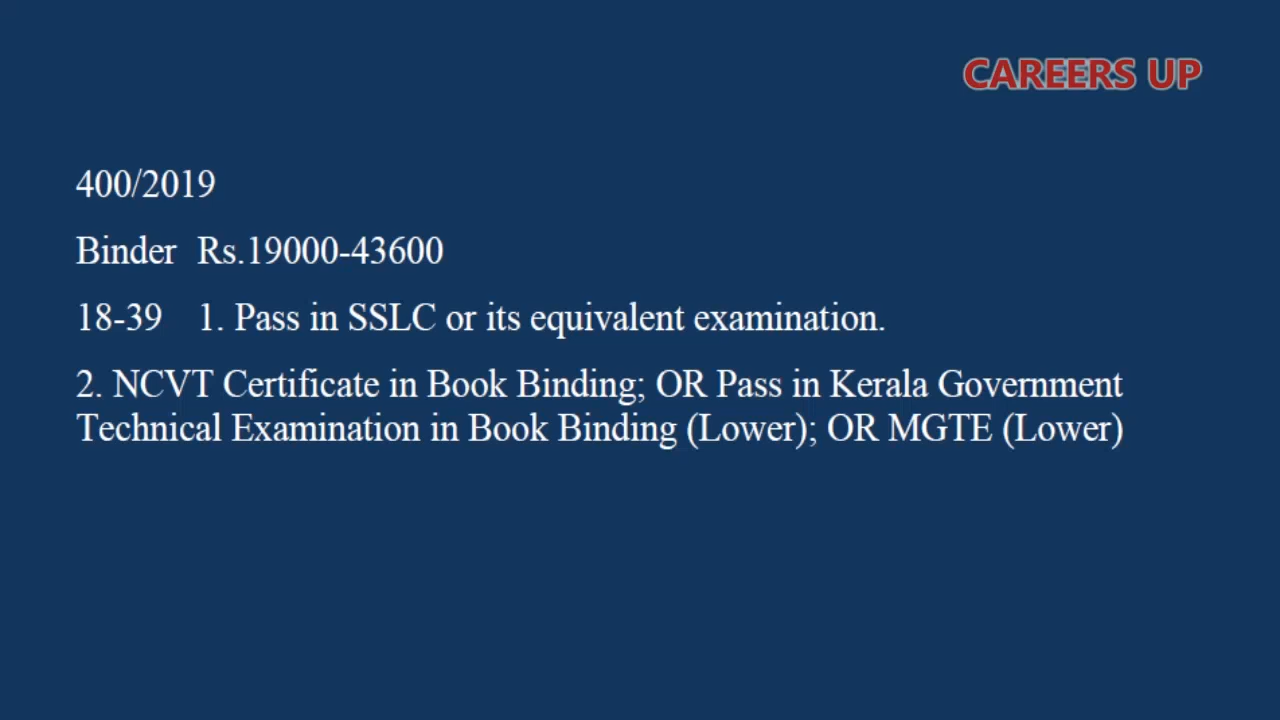 CAREERS UP
400/2019
Binder Rs.19000-43600
18-39 1. Pass in SSLC or its equivalent examination.
2. NCVT Certificate in Book Binding; OR Pass in Kerala Government
Technical Examination in Book Binding (Lower); OR MGTE (Lower)